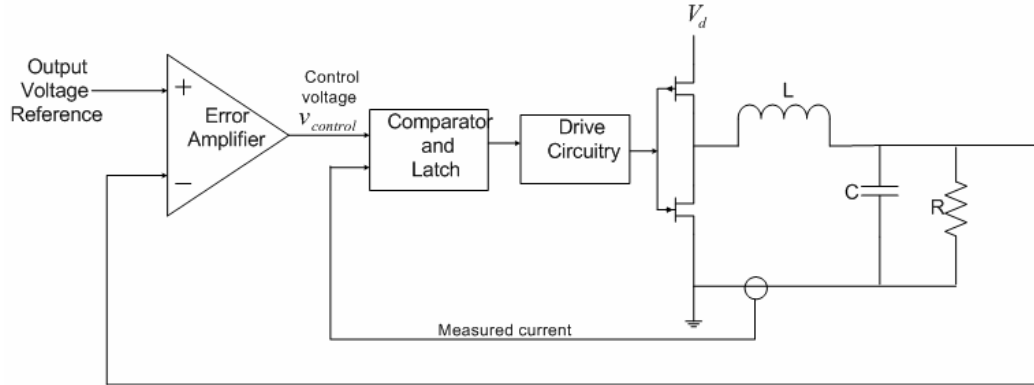 V_d
Output
Voltage
Reference
+
−
Error
Amplifier
Control
voltage
v_control
Comparator
and
Latch
Drive
Circuitry
L
C
R
Measured current